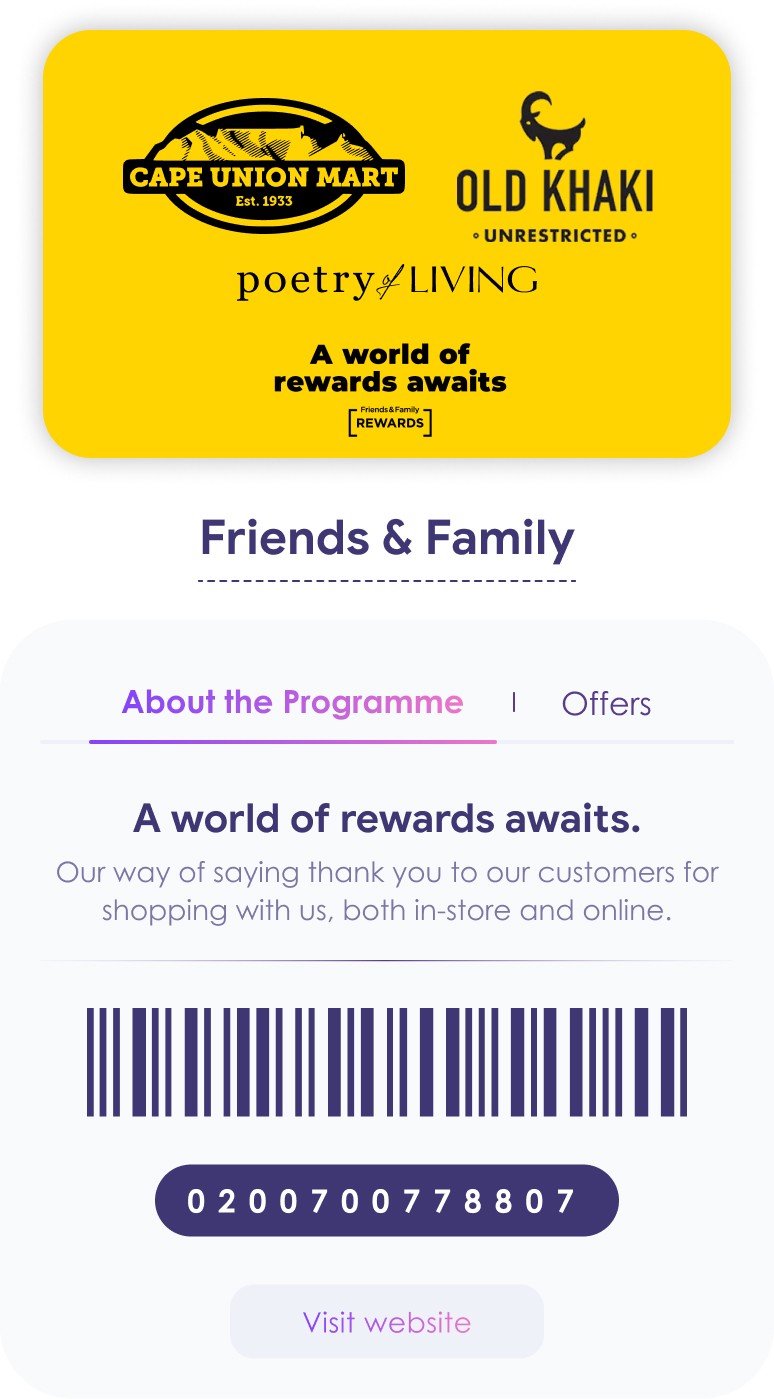 CAPE UNION MART
Est. 1933
OLD KHAKI
UNRESTRICTED
poetry of LIVING
A world of
rewards awaits
Friends & Family
REWARDS
Friends & Family
About the Programme | Offers
A world of rewards awaits.
Our way of saying thank you to our customers for
shopping with us, both in-store and online.
0200700778807
Visit website